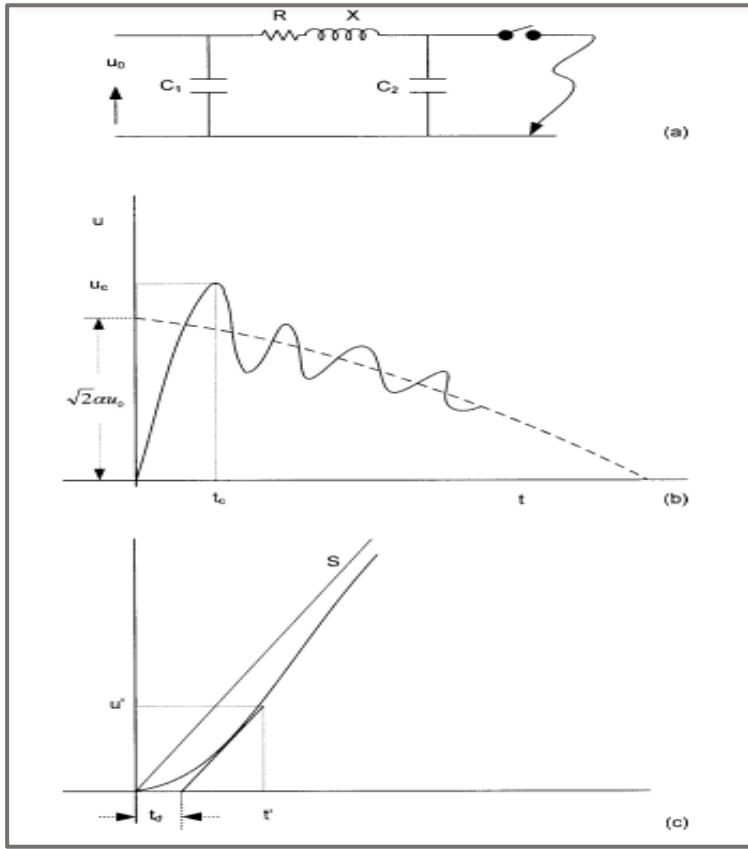 R X
u₀
C₁ C₂
(a)
u
u꜀
√2αu₀
t꜀ t (b)
S
u'
t_d t' (c)